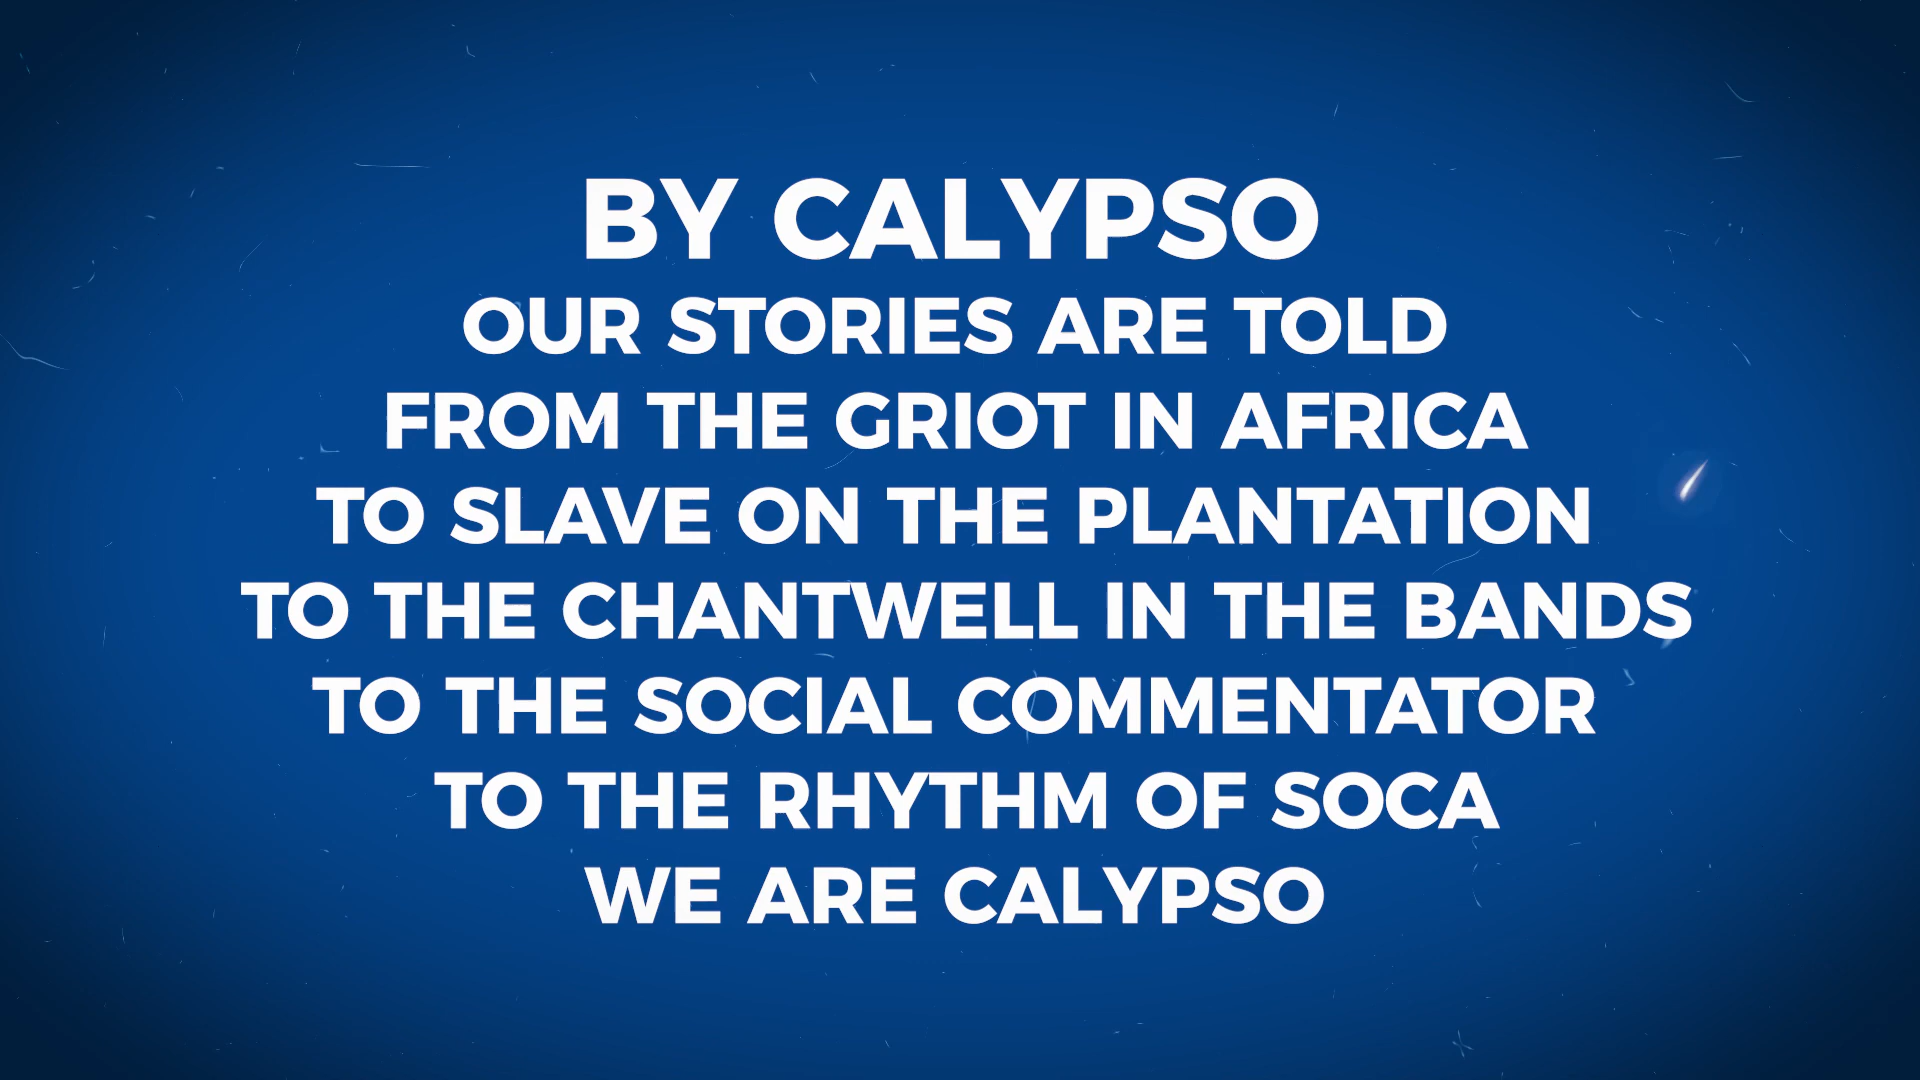 BY CALYPSO
OUR STORIES ARE TOLD
FROM THE GRIOT IN AFRICA
TO SLAVE ON THE PLANTATION
TO THE CHANTWELL IN THE BANDS
TO THE SOCIAL COMMENTATOR
TO THE RHYTHM OF SOCA
WE ARE CALYPSO